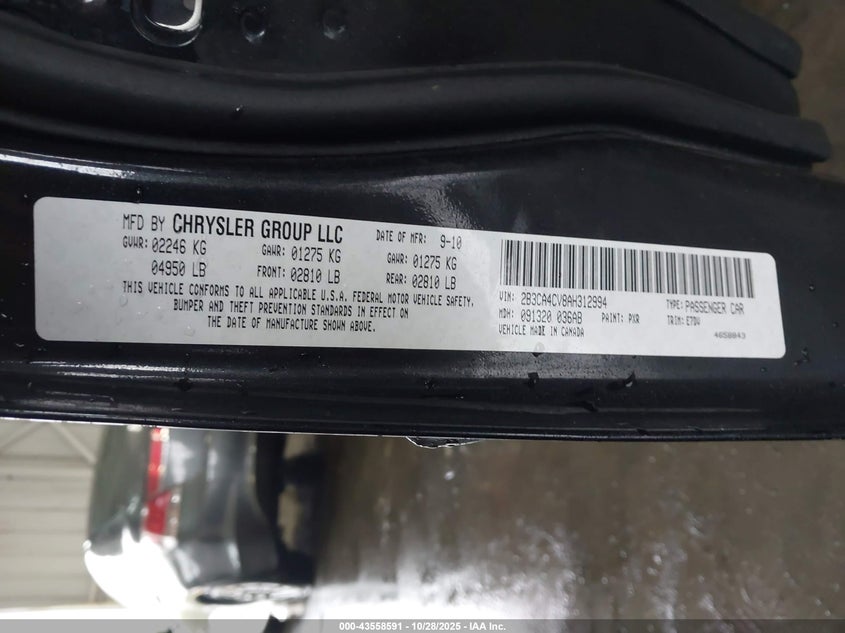 MFD BY CHRYSLER GROUP LLC
DATE OF MFR: 9-10
GVWR: 02246 KG GAWR: 01275 KG GAWR: 01275 KG
04950 LB FRONT: 02810 LB REAR: 02810 LB
THIS VEHICLE CONFORMS TO ALL APPLICABLE U.S.A. FEDERAL MOTOR VEHICLE SAFETY,
BUMPER AND THEFT PREVENTION STANDARDS IN EFFECT ON
THE DATE OF MANUFACTURE SHOWN ABOVE.
VIN: 2B3CA4CV8AH312994 TYPE: PASSENGER CAR
MDH: 091320 036AB PAINT: PXR TRIM: E7DV
VEHICLE MADE IN CANADA 4658043
000-43558591 - 10/28/2025 - IAA Inc.